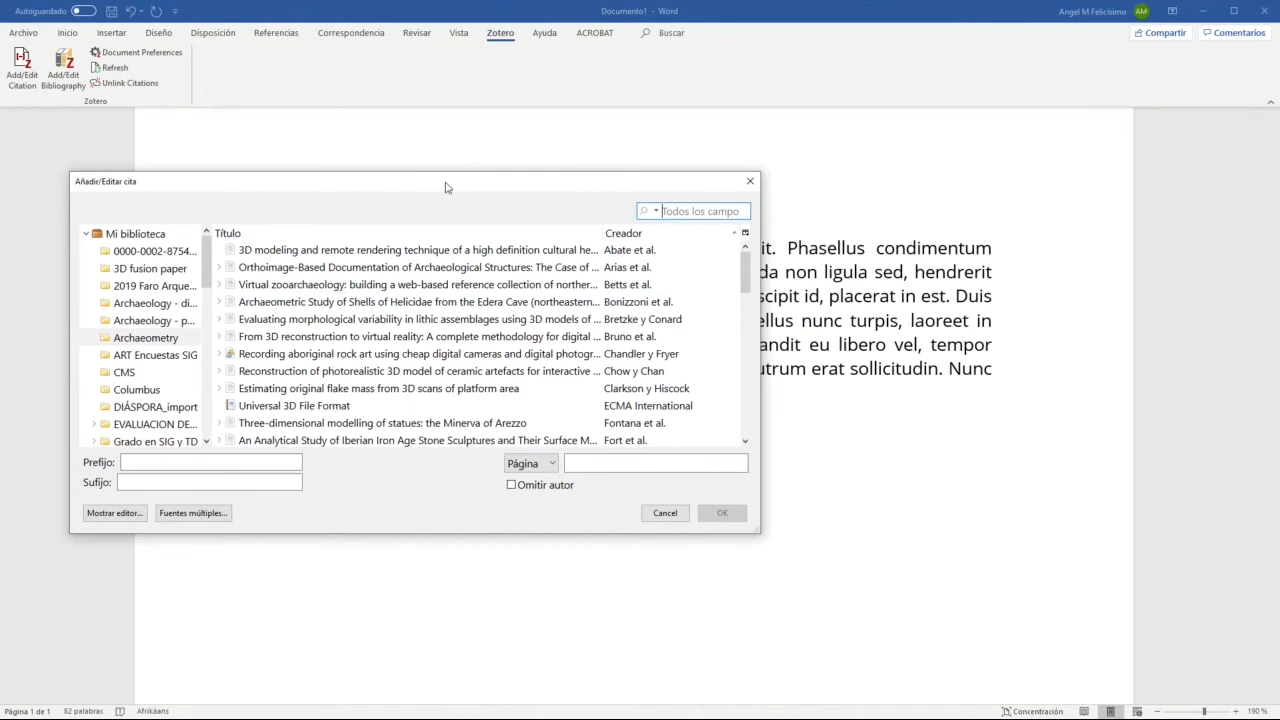 Autoguardado
Documento1 - Word
Angel M Felicísimo AM
Archivo Inicio Insertar Diseño Disposición Referencias Correspondencia Revisar Vista Zotero Ayuda ACROBAT Buscar
Compartir Comentarios
Add/Edit Citation
Add/Edit Bibliography
Document Preferences
Refresh
Unlink Citations
Zotero
Añadir/Editar cita
Todos los campo
Mi biblioteca
0000-0002-8754...
3D fusion paper
2019 Faro Arque...
Archaeology - di...
Archaeology - p...
Archaeometry
ART Encuestas SIG
CMS
Columbus
DIÁSPORA_import
EVALUACION DE...
Grado en SIG y TD
Título Creador
3D modeling and remote rendering technique of a high definition cultural he... Abate et al.
Orthoimage-Based Documentation of Archaeological Structures: The Case of ... Arias et al.
Virtual zooarchaeology: building a web-based reference collection of norther... Betts et al.
Archaeometric Study of Shells of Helicidae from the Edera Cave (northeastern... Bonizzoni et al.
Evaluating morphological variability in lithic assemblages using 3D models of ... Bretzke y Conard
From 3D reconstruction to virtual reality: A complete methodology for digital ... Bruno et al.
Recording aboriginal rock art using cheap digital cameras and digital photogr... Chandler y Fryer
Reconstruction of photorealistic 3D model of ceramic artefacts for interactive ... Chow y Chan
Estimating original flake mass from 3D scans of platform area Clarkson y Hiscock
Universal 3D File Format ECMA International
Three-dimensional modelling of statues: the Minerva of Arezzo Fontana et al.
An Analytical Study of Iberian Iron Age Stone Sculptures and Their Surface M... Fort et al.
Prefijo:
Sufijo:
Página
Omitir autor
Mostrar editor... Fuentes múltiples... Cancel OK
it. Phasellus condimentum
da non ligula sed, hendrerit
scipit id, placerat in est. Duis
ellus nunc turpis, laoreet in
andit eu libero vel, tempor
utrum erat sollicitudin. Nunc
Página 1 de 1 82 palabras Afrikáans
Concentración 190 %